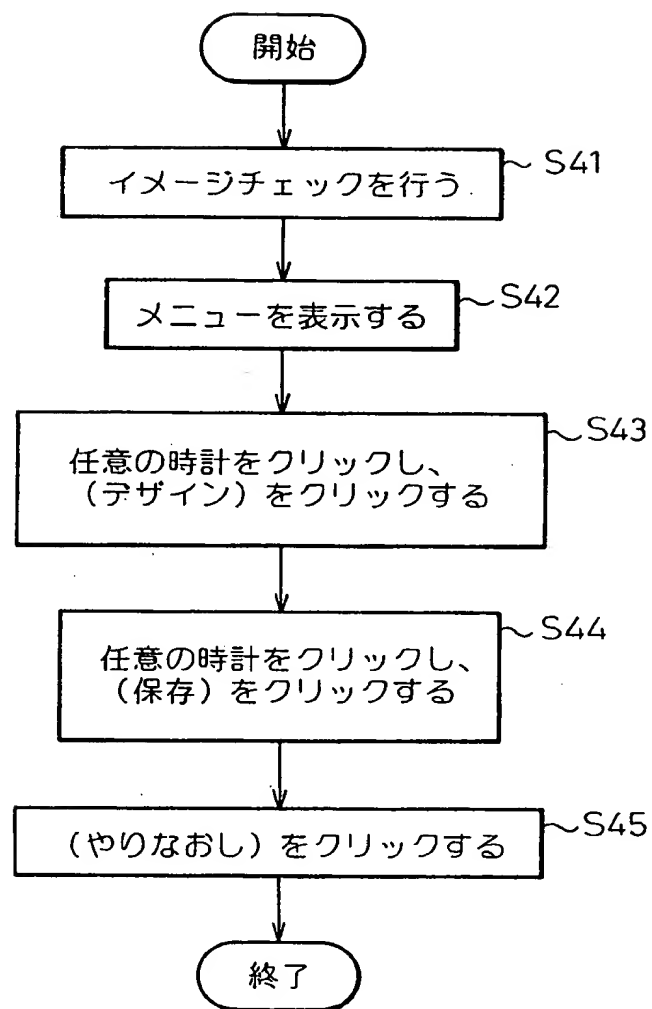 開始
イメージチェックを行う
S41
メニューを表示する
S42
任意の時計をクリックし、
(デザイン)をクリックする
S43
任意の時計をクリックし、
(保存)をクリックする
S44
(やりなおし)をクリックする
S45
終了